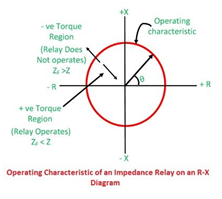 +X
- ve Torque
Region
(Relay Does
Not operates)
ZF >Z
Operating
characteristic
θ
- R
+ R
+ ve Torque
Region
(Relay Operates)
ZF < Z
- X
Operating Characteristic of an Impedance Relay on an R-X
Diagram